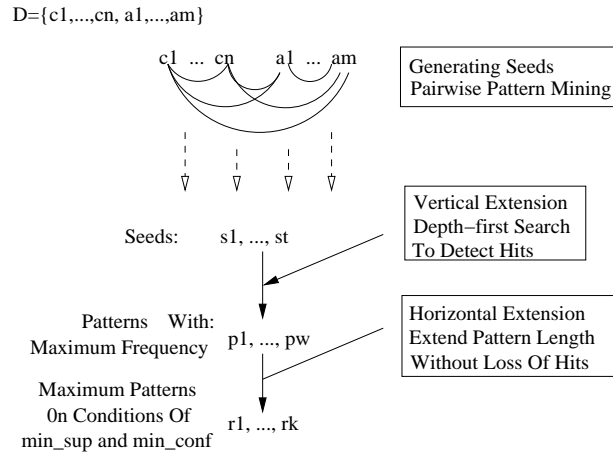 D={c1,...,cn, a1,...,am}
c1 ... cn a1 ... am
Generating Seeds
Pairwise Pattern Mining
Vertical Extension
Depth−first Search
To Detect Hits
Seeds: s1, ..., st
Horizontal Extension
Extend Pattern Length
Without Loss Of Hits
Patterns With:
Maximum Frequency p1, ..., pw
Maximum Patterns
0n Conditions Of
min_sup and min_conf r1, ..., rk